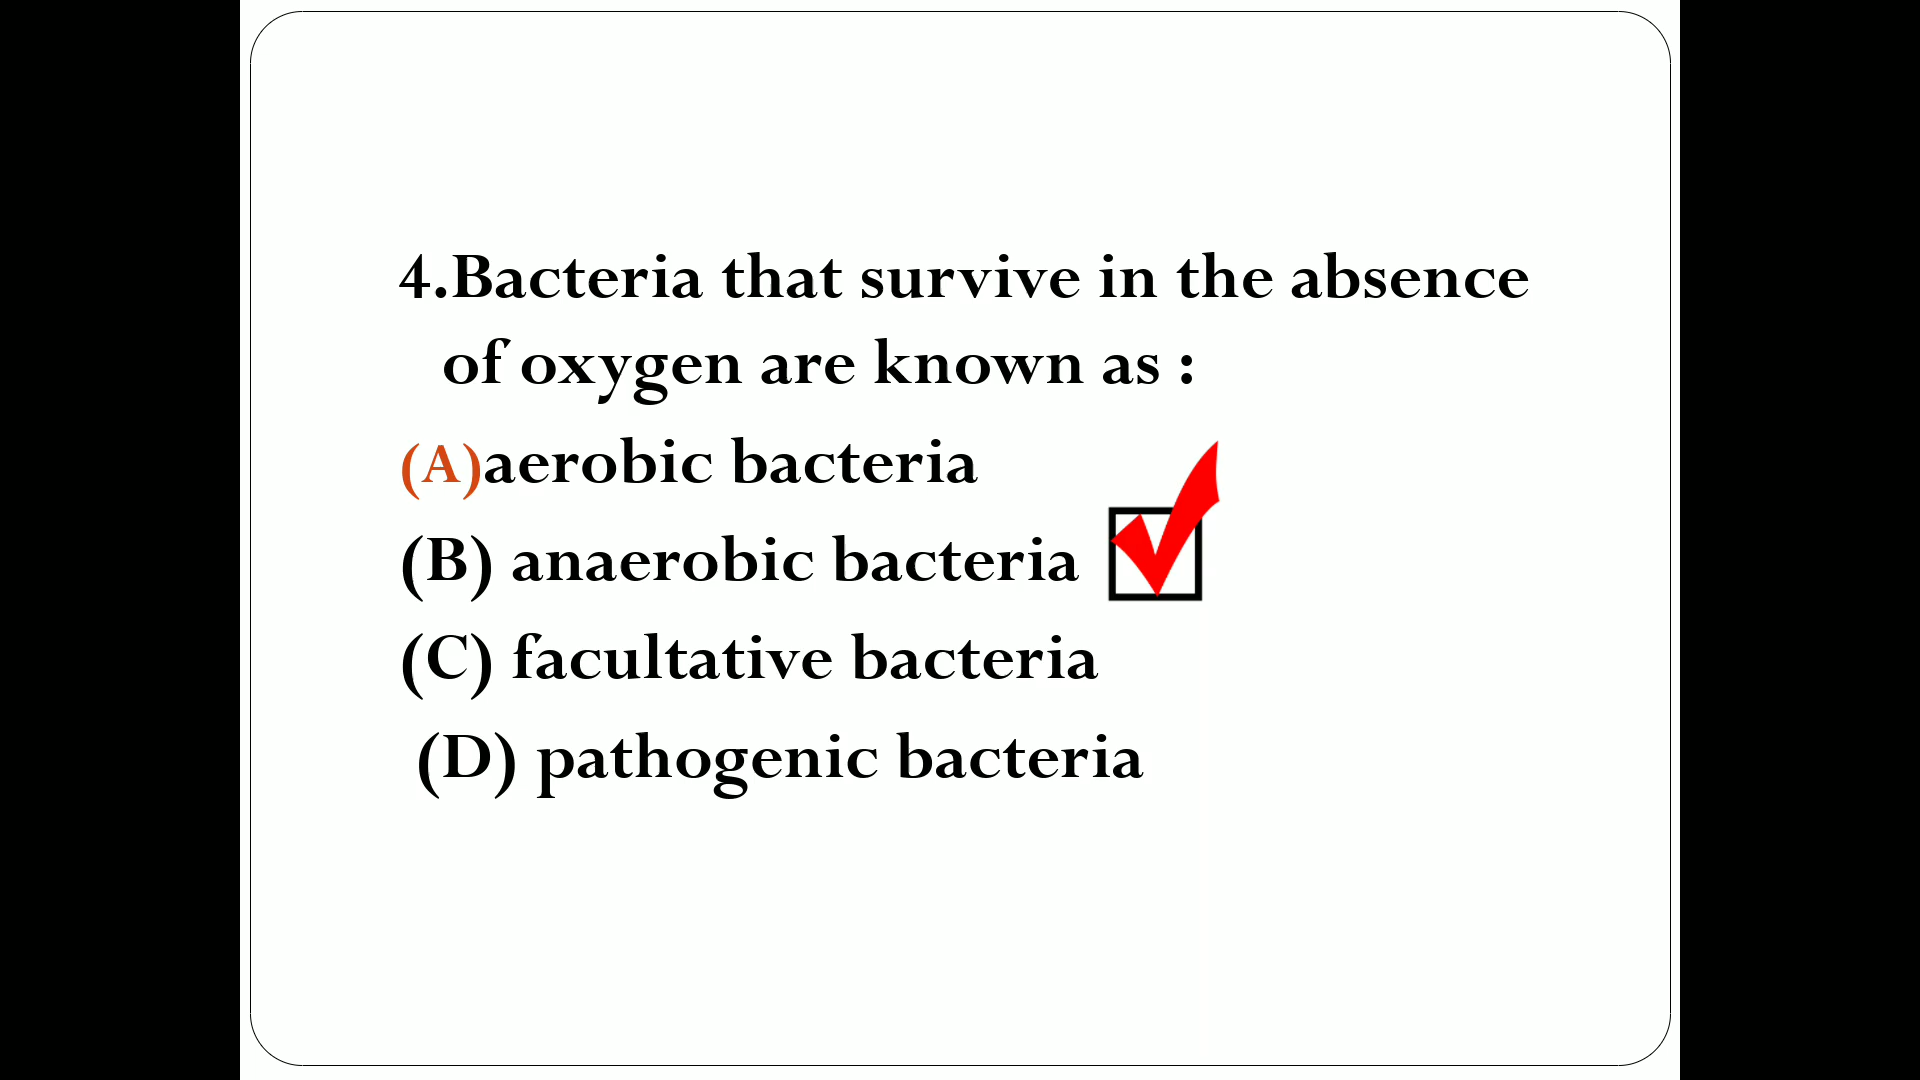 4.Bacteria that survive in the absence
of oxygen are known as :
(A)aerobic bacteria
(B) anaerobic bacteria
(C) facultative bacteria
(D) pathogenic bacteria